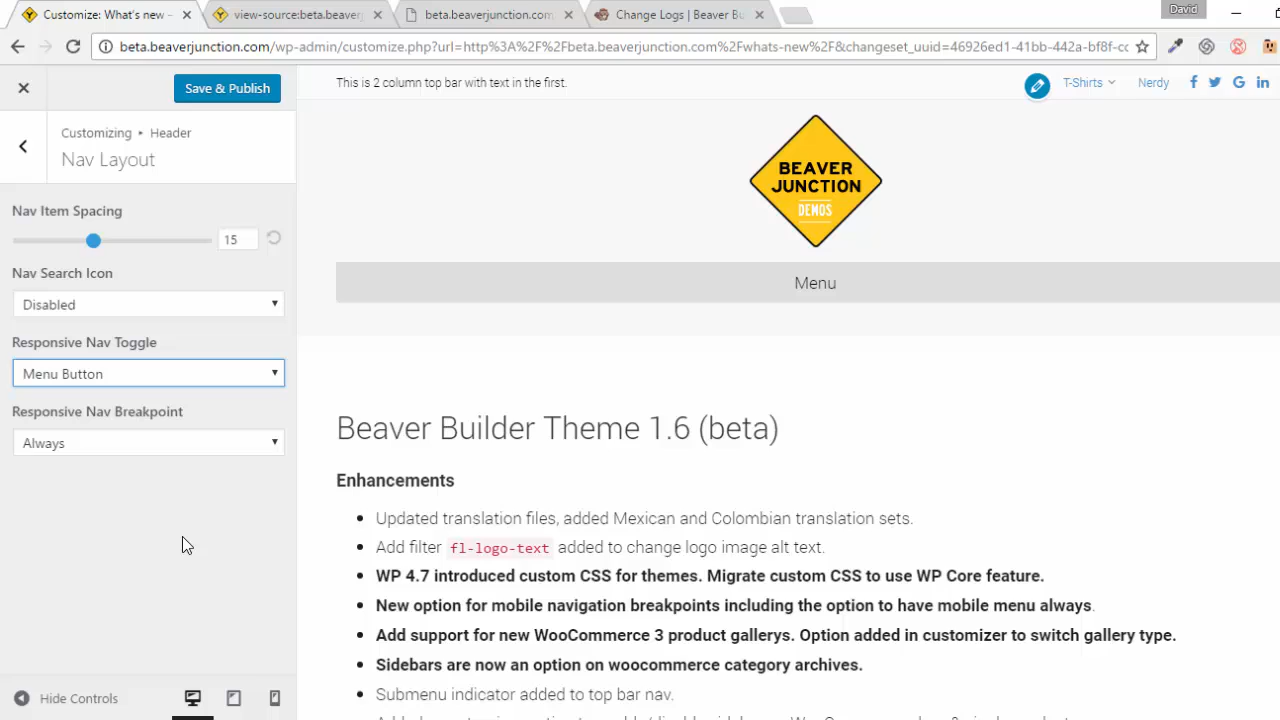 Customize: What's new –
view-source:beta.beaver
beta.beaverjunction.com
Change Logs | Beaver Bu
David
beta.beaverjunction.com/wp-admin/customize.php?url=http%3A%2F%2Fbeta.beaverjunction.com%2Fwhats-new%2F&changeset_uuid=46926ed1-41bb-442a-bf8f-cc
Save & Publish
Customizing ▸ Header
Nav Layout
Nav Item Spacing
15
Nav Search Icon
Disabled
Responsive Nav Toggle
Menu Button
Responsive Nav Breakpoint
Always
Hide Controls
This is 2 column top bar with text in the first.
T-Shirts
Nerdy
BEAVER
JUNCTION
DEMOS
Menu
Beaver Builder Theme 1.6 (beta)
Enhancements
Updated translation files, added Mexican and Colombian translation sets.
Add filter fl-logo-text added to change logo image alt text.
WP 4.7 introduced custom CSS for themes. Migrate custom CSS to use WP Core feature.
New option for mobile navigation breakpoints including the option to have mobile menu always.
Add support for new WooCommerce 3 product gallerys. Option added in customizer to switch gallery type.
Sidebars are now an option on woocommerce category archives.
Submenu indicator added to top bar nav.